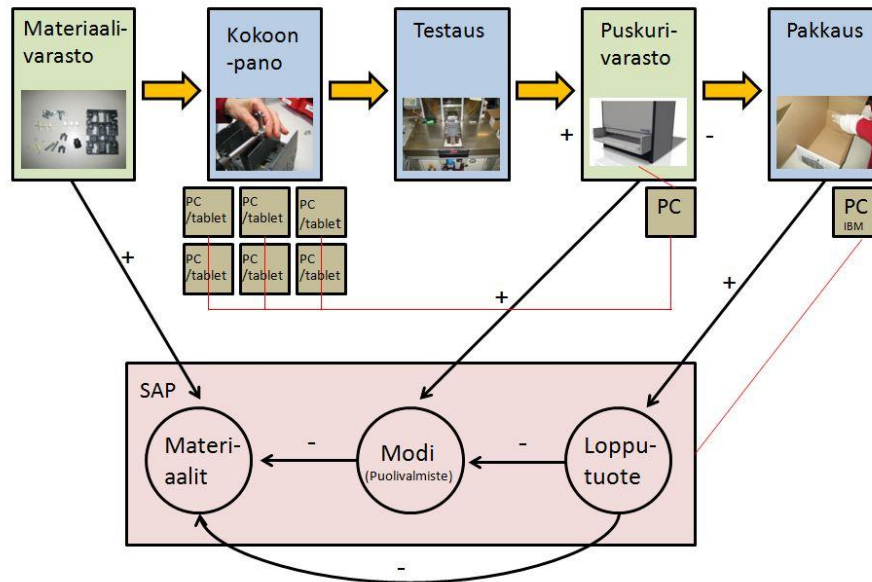 Materiaali-
varasto
Kokoon
-pano
Testaus
Puskuri-
varasto
Pakkaus
+
-
PC
/tablet
PC
/tablet
PC
/tablet
PC
PC
IBM
PC
/tablet
PC
/tablet
PC
/tablet
+
+
+
SAP
Materi-
aalit
-
Modi
(Puolivalmiste)
-
Loppu-
tuote
-